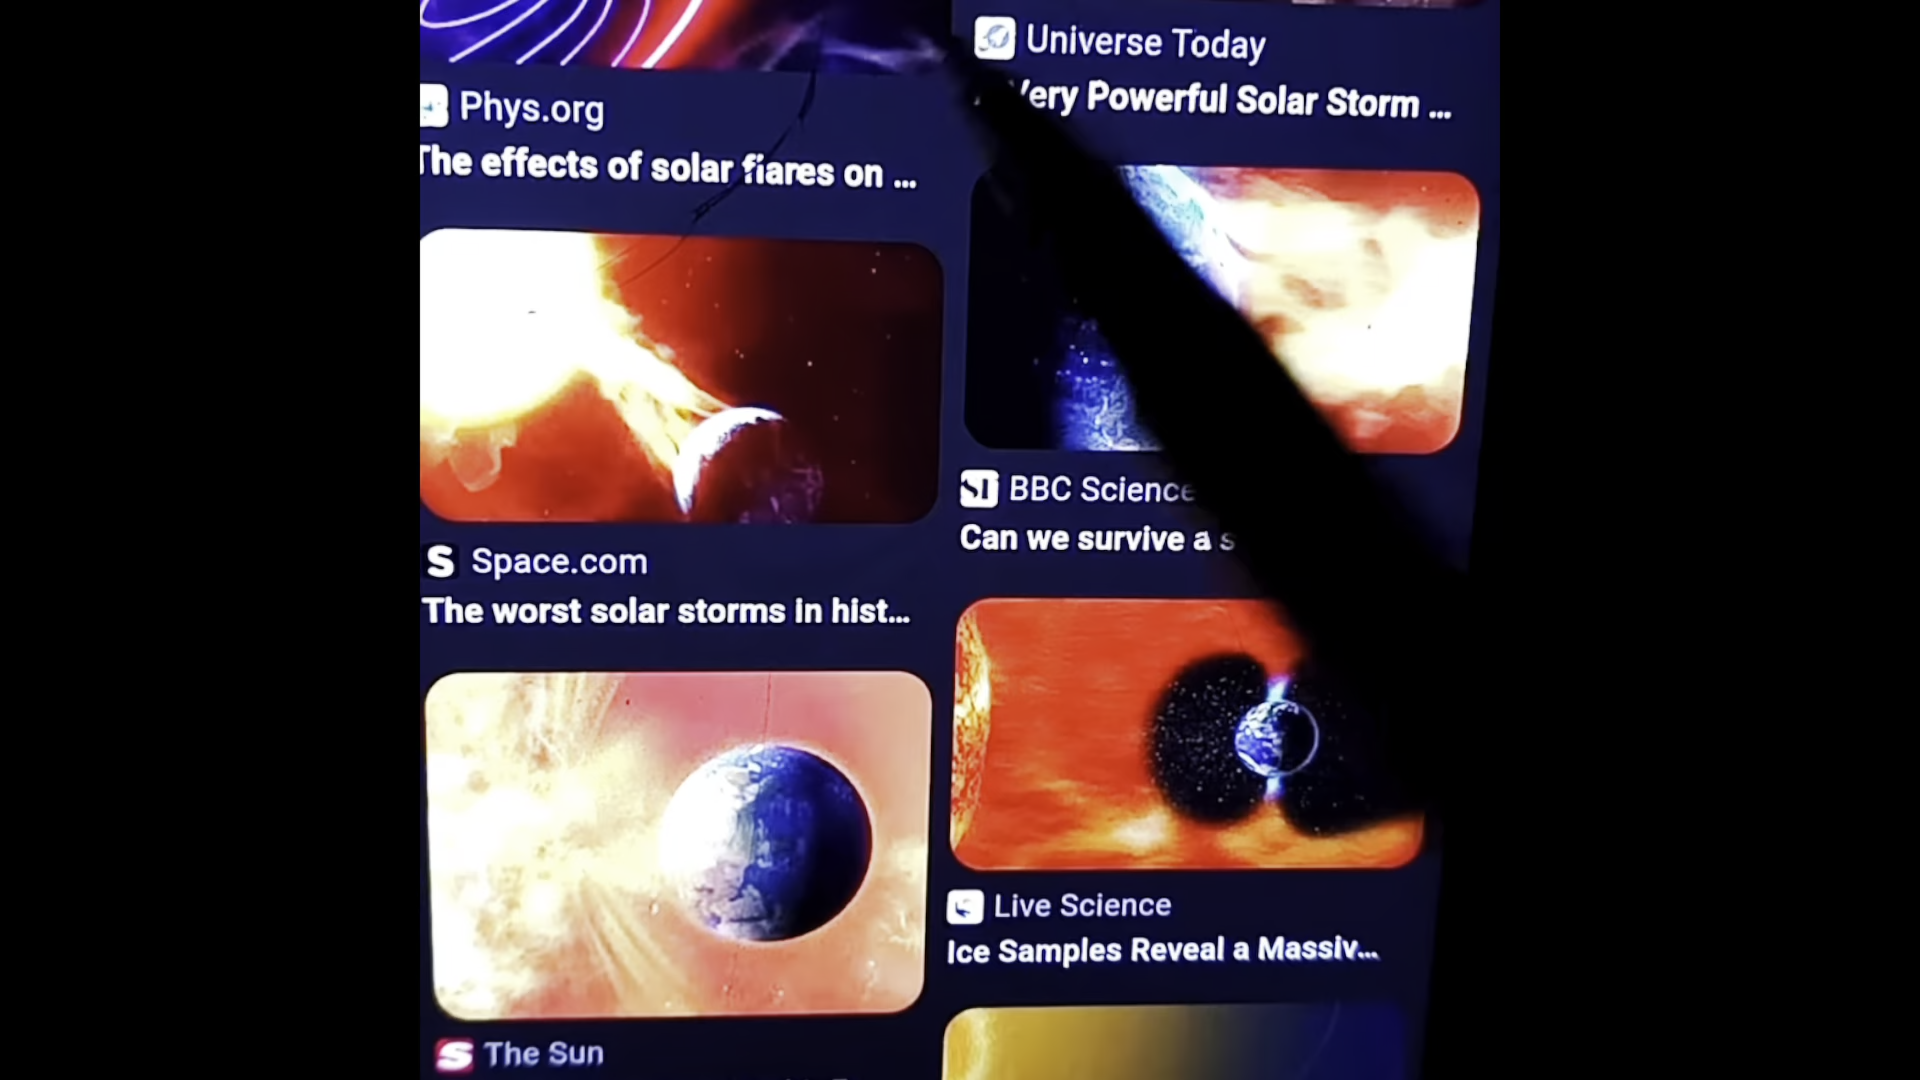 Universe Today
Very Powerful Solar Storm ...
Phys.org
The effects of solar flares on ...
BBC Science
Can we survive a s
S Space.com
The worst solar storms in hist...
Live Science
Ice Samples Reveal a Massiv...
The Sun